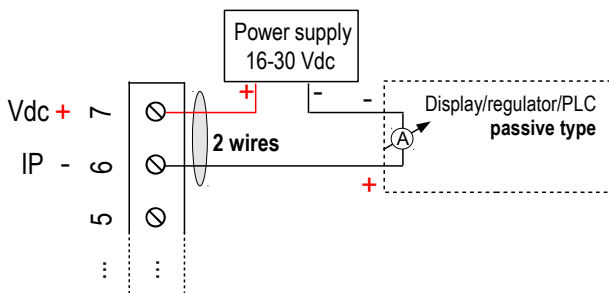 Power supply
16-30 Vdc
+ - -
Display/regulator/PLC
passive type
Vdc + 7
A
2 wires
IP - 6
+
5
... ...